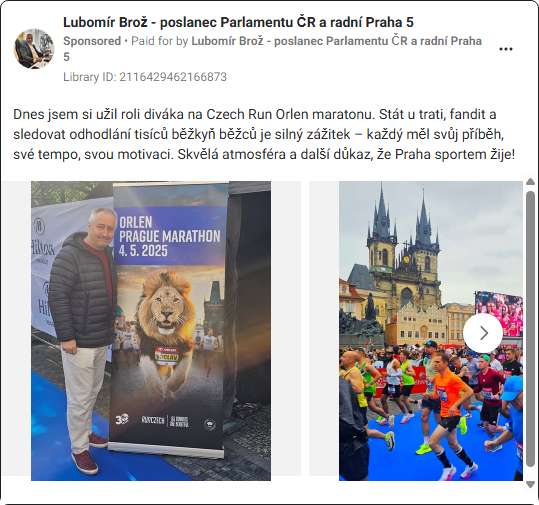 Lubomír Brož - poslanec Parlamentu ČR a radní Praha 5
Sponsored • Paid for by Lubomír Brož - poslanec Parlamentu ČR a radní Praha
5
Library ID: 2116429462166873
Dnes jsem si užil roli diváka na Czech Run Orlen maratonu. Stát u trati, fandit a
sledovat odhodlání tisíců běžkyň běžců je silný zážitek – každý měl svůj příběh,
své tempo, svou motivaci. Skvělá atmosféra a další důkaz, že Praha sportem žije!
Hilton
ORLEN
PRAGUE MARATHON
4. 5. 2025
RUNCZECH